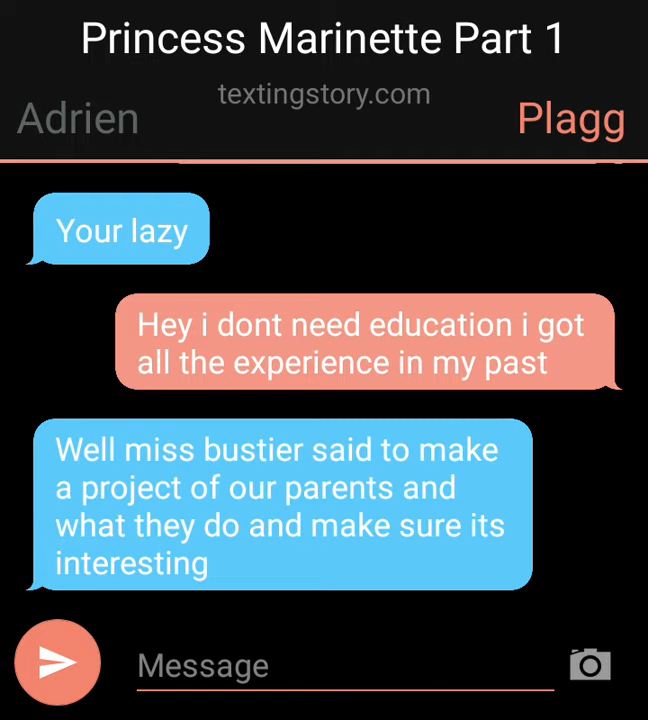 Princess Marinette Part 1
textingstory.com
Adrien
Plagg
Your lazy
Hey i dont need education i got
all the experience in my past
Well miss bustier said to make
a project of our parents and
what they do and make sure its
interesting
Message